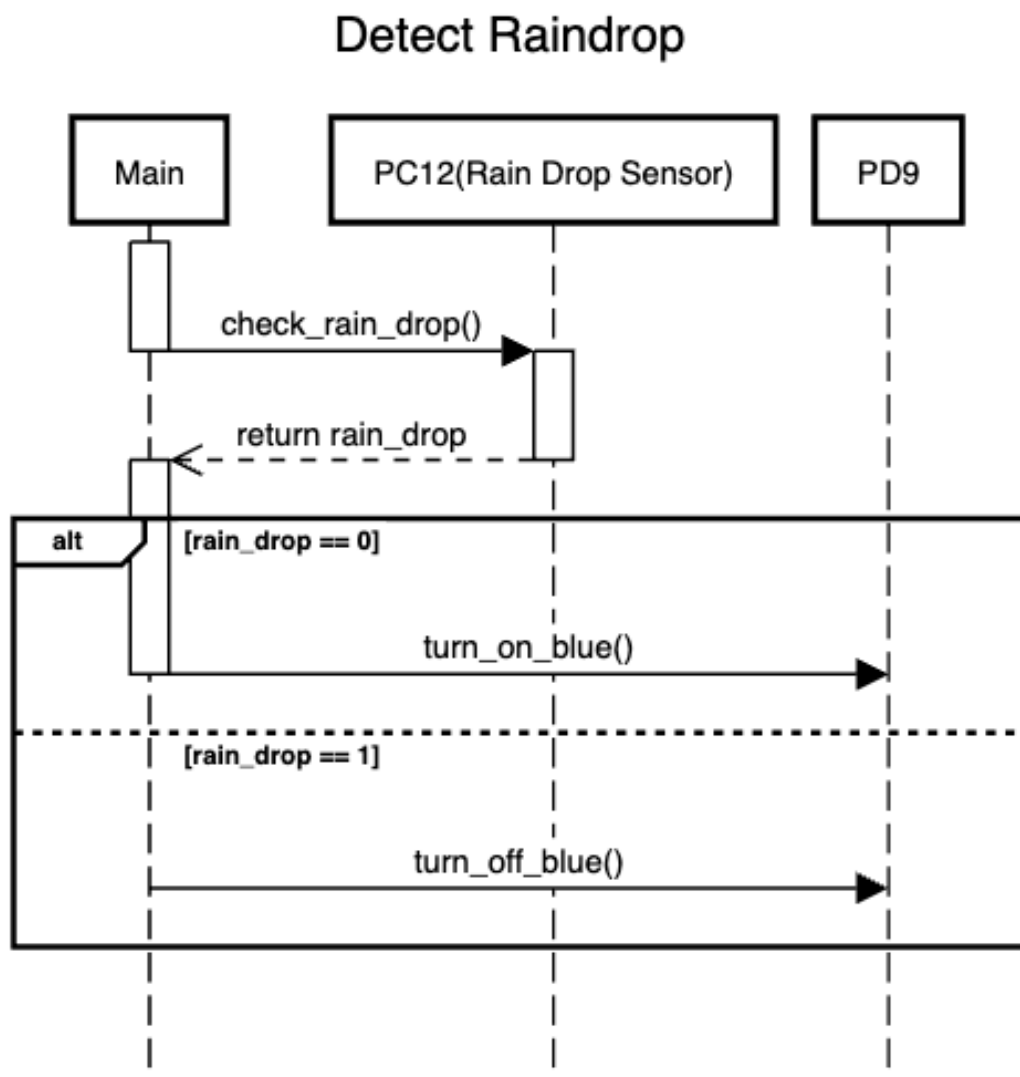 Detect Raindrop
Main
PC12(Rain Drop Sensor)
PD9
check_rain_drop()
return rain_drop
alt
[rain_drop == 0]
turn_on_blue()
[rain_drop == 1]
turn_off_blue()